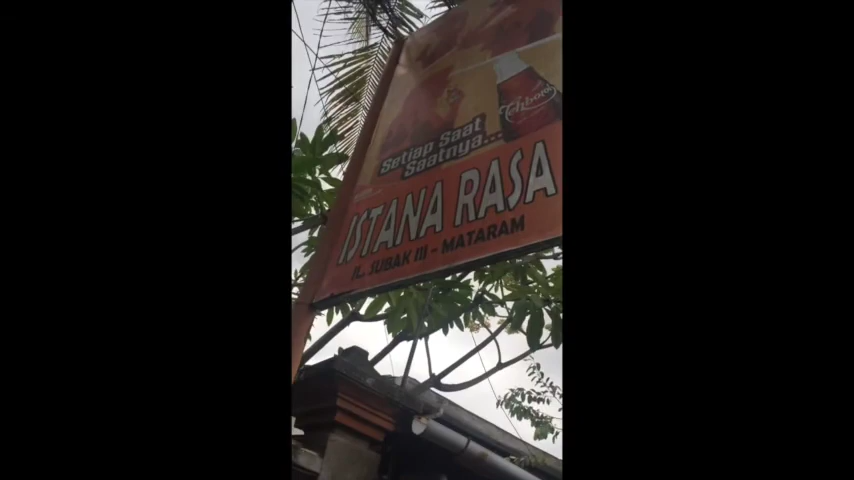 Tehbotol
Setiap Saat
Saatnya...
ISTANA RASA
JL. SUBAK III - MATARAM